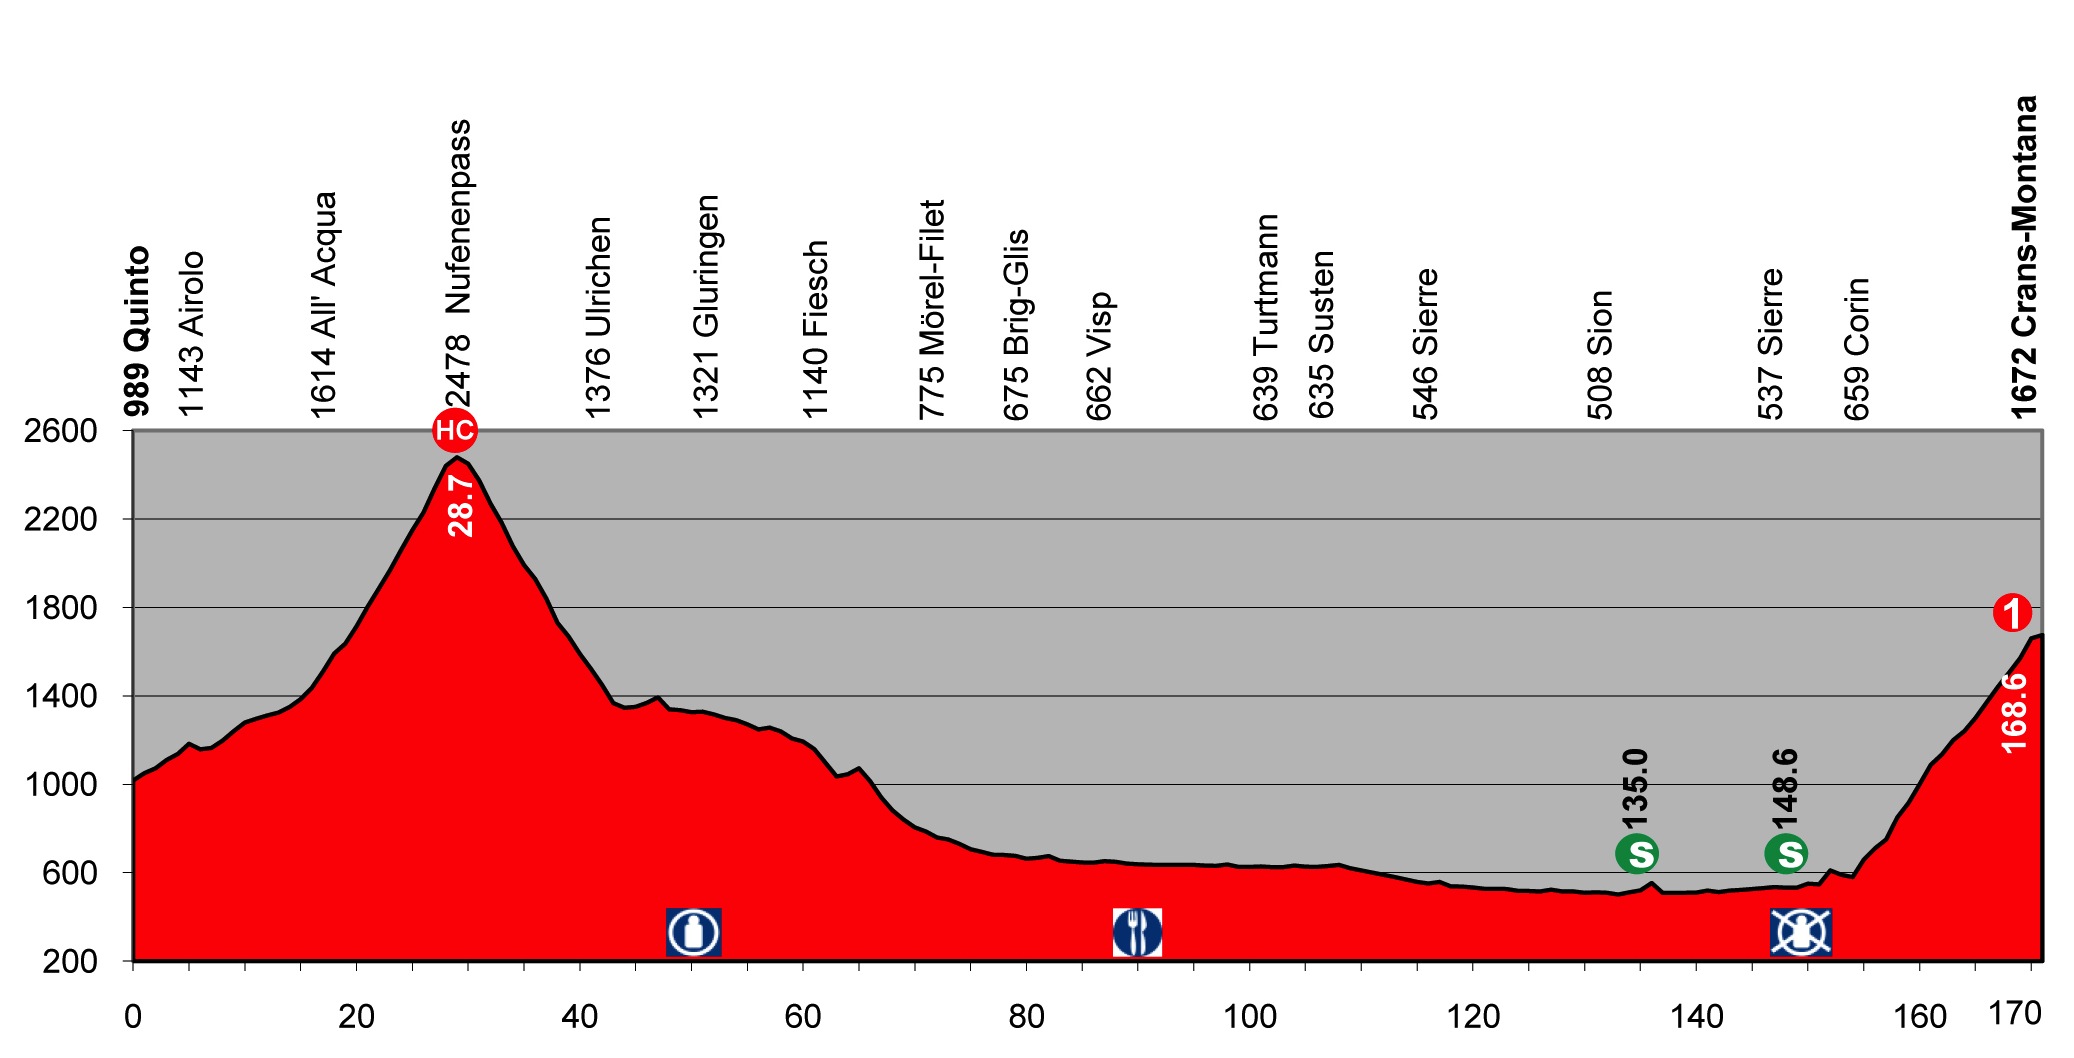 989 Quinto
1143 Airolo
1614 All' Acqua
2478 Nufenenpass
1376 Ulrichen
1321 Gluringen
1140 Fiesch
775 Mörel-Filet
675 Brig-Glis
662 Visp
639 Turtmann
635 Susten
546 Sierre
508 Sion
537 Sierre
659 Corin
1672 Crans-Montana
2600
2200
1800
1400
1000
600
200
HC
28.7
1
168.6
135.0
S
148.6
S
0
20
40
60
80
100
120
140
160
170